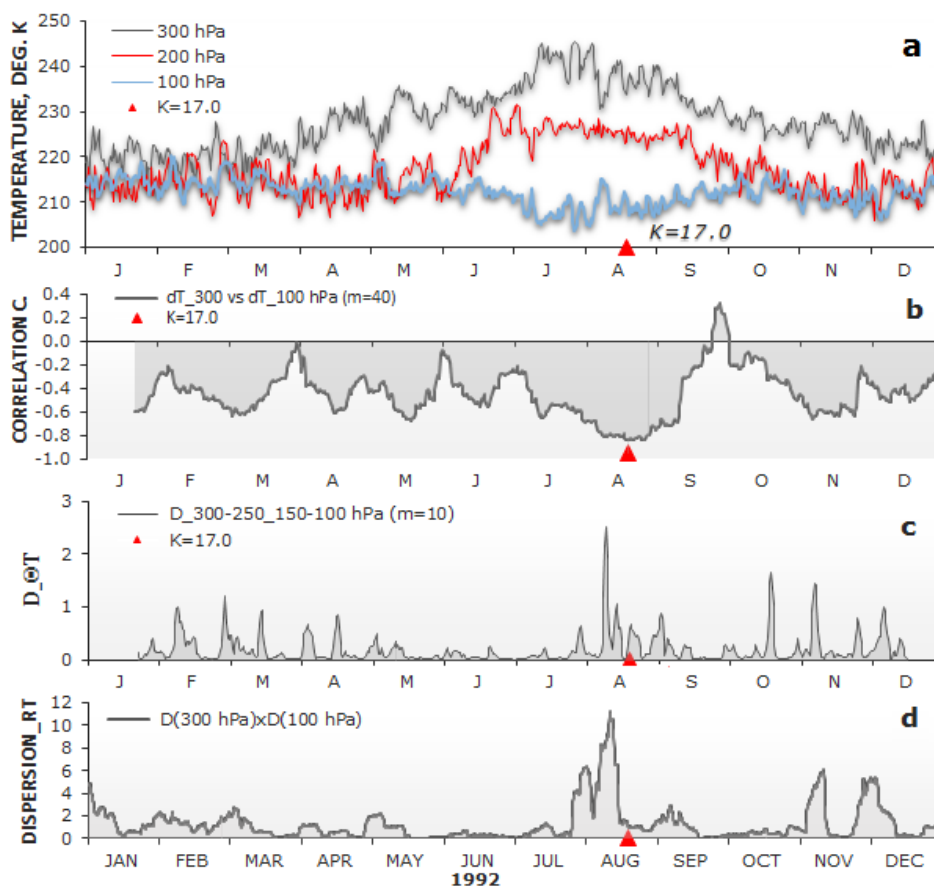 250
240
230
220
210
200
TEMPERATURE, DEG. K
300 hPa
200 hPa
100 hPa
K=17.0
a
K=17.0
J F M A M J J A S O N D
0.4
0.2
0.0
-0.2
-0.4
-0.6
-0.8
-1.0
CORRELATION C.
dT_300 vs dT_100 hPa (m=40)
K=17.0
b
J F M A M J J A S O N D
3
2
1
0
D_ΘT
D_300-250_150-100 hPa (m=10)
K=17.0
c
J F M A M J J A S O N D
12
10
8
6
4
2
0
DISPERSION_RT
D(300 hPa)xD(100 hPa)
d
JAN FEB MAR APR MAY JUN JUL AUG SEP OCT NOV DEC
1992